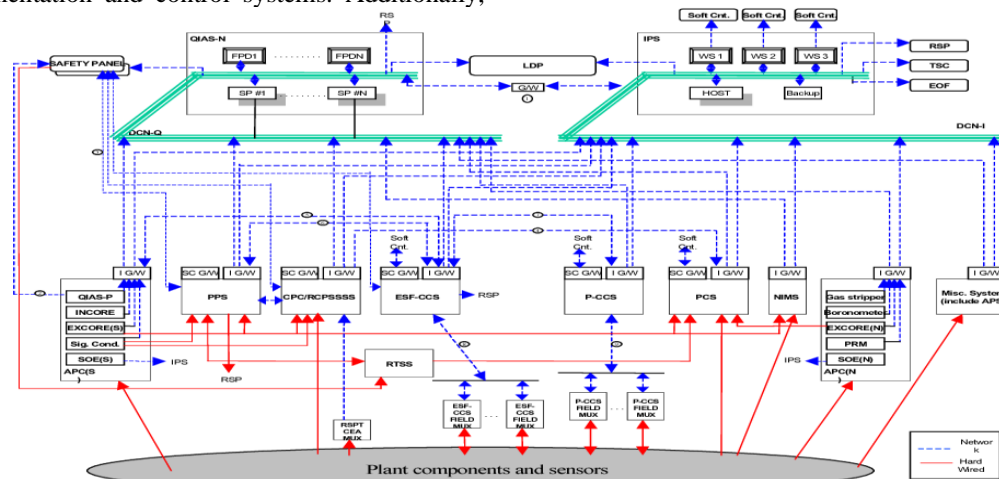 mentation and control systems. Additionally,
RS
P
Soft Cnt.
Soft Cnt.
Soft Cnt.
QIAS-N
IPS
FPD1
FPDN
WS 1
WS 2
WS 3
RSP
SAFETY PANEL
LDP
TSC
G/W
EOF
SP #1
SP #N
HOST
Backup
DCN-Q
DCN-I
Soft
Cnt.
Soft
Cnt.
Soft
Cnt.
I G/W
SC G/W
I G/W
SC G/W
I G/W
SC G/W
I G/W
SC G/W
I G/W
SC G/W
I G/W
I G/W
I G/W
I G/W
QIAS-P
INCORE
EXCORE(S)
Sig. Cond.
SOE(S)
APC(S
)
IPS
PPS
CPC/RCPSSSS
ESF-CCS
RSP
P-CCS
PCS
NIMS
Gas stripper
Boronometer
EXCORE(N)
PRM
SOE(N)
APC(N
)
IPS
Misc. System
(include APS
RSP
RTSS
RSPT
CEA
MUX
ESF-
CCS
FIELD
MUX
ESF-
CCS
FIELD
MUX
P-CCS
FIELD
MUX
P-CCS
FIELD
MUX
Plant components and sensors
Networ
k
Hard
Wired